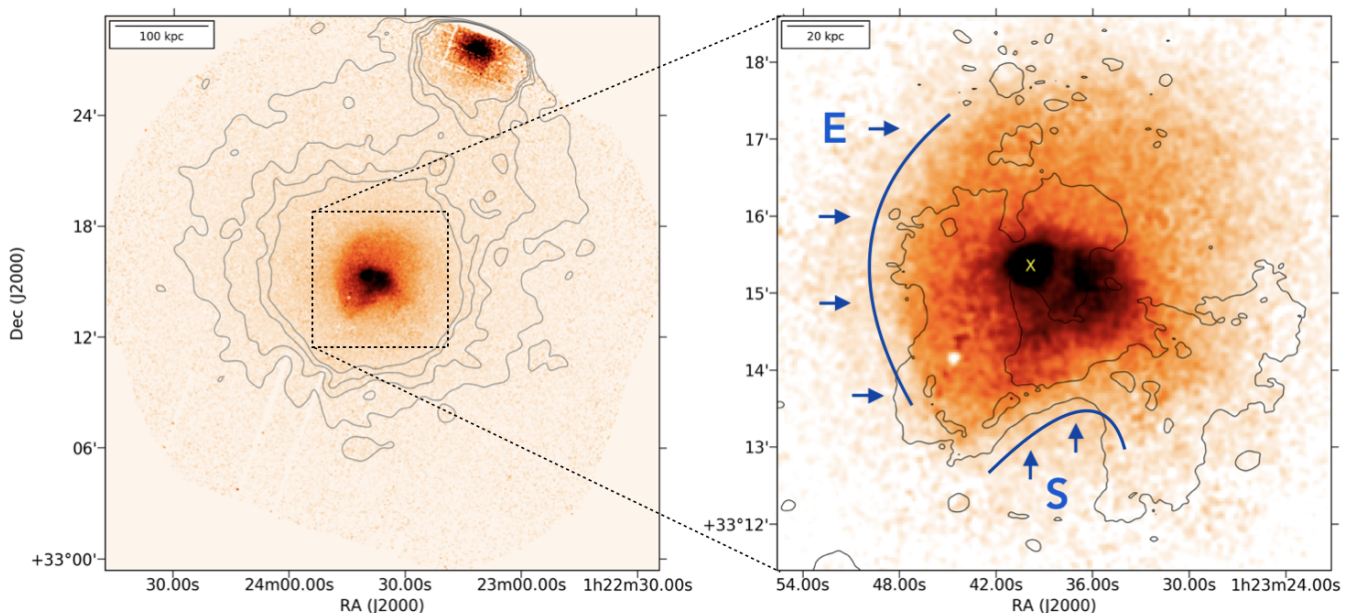 100 kpc
24'
18'
12'
06'
+33°00'
Dec (J2000)
30.00s 24m00.00s 30.00s 23m00.00s 1h22m30.00s
RA (J2000)
20 kpc
18'
17'
16'
15'
14'
13'
+33°12'
E
X
S
54.00s 48.00s 42.00s 36.00s 30.00s 1h23m24.00s
RA (J2000)